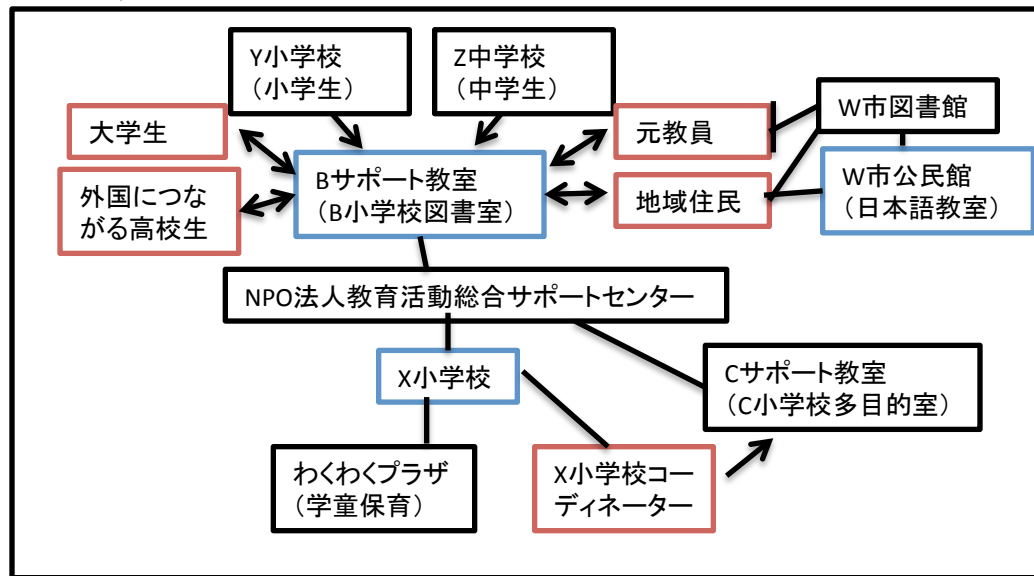 Y小学校
（小学生）
Z中学校
（中学生）
大学生
元教員
W市図書館
外国につな
がる高校生
Bサポート教室
（B小学校図書室）
地域住民
W市公民館
（日本語教室）
NPO法人教育活動総合サポートセンター
X小学校
Cサポート教室
（C小学校多目的室）
わくわくプラザ
（学童保育）
X小学校コー
ディネーター